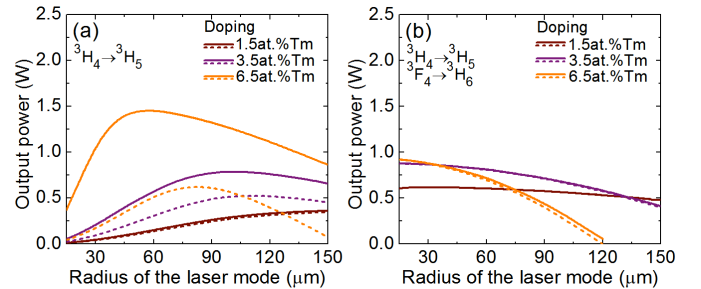 (a)
³H₄→³H₅
Doping
1.5at.%Tm
3.5at.%Tm
6.5at.%Tm
Output power (W)
2.5
2.0
1.5
1.0
0.5
0.0
30 60 90 120 150
Radius of the laser mode (μm)
(b)
³H₄→³H₅
³F₄→³H₆
Doping
1.5at.%Tm
3.5at.%Tm
6.5at.%Tm
Output power (W)
2.5
2.0
1.5
1.0
0.5
0.0
30 60 90 120 150
Radius of the laser mode (μm)